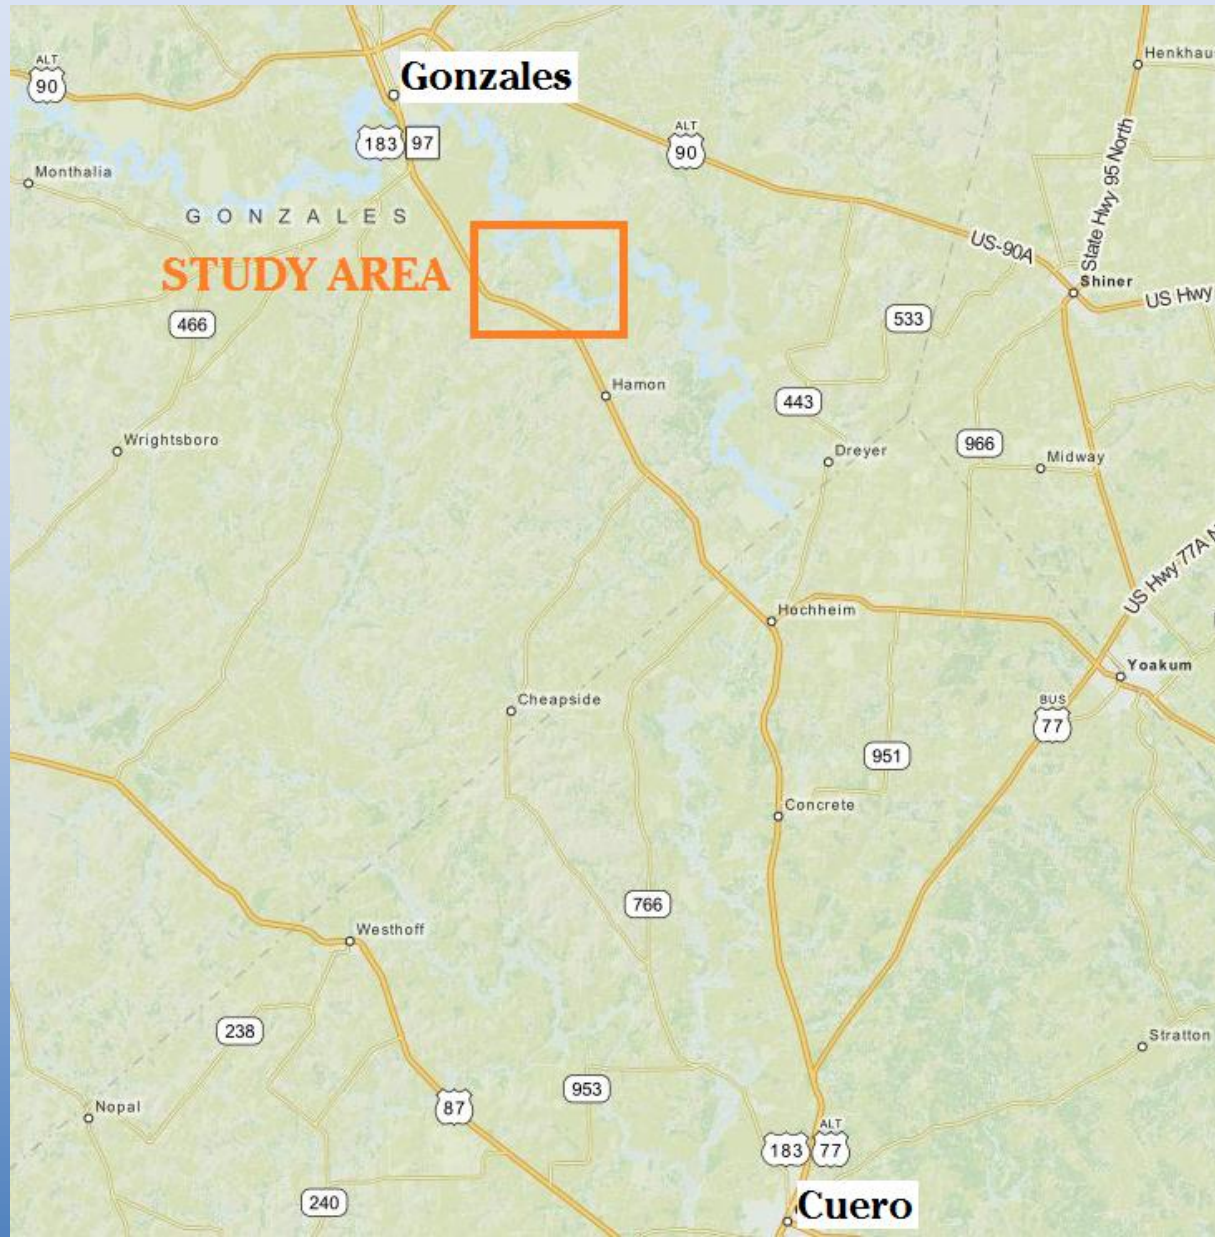 Henkhau
ALT
90
Gonzales
183 97
ALT
90
State Hwy 95 North
Monthalia
GONZALES
US-90A
STUDY AREA
Shiner
US Hwy
466
533
Hamon
443
Wrightsboro
966
Dreyer
Midway
US Hwy 77A N
Hochheim
Yoakum
Cheapside
BUS
77
951
Concrete
766
Westhoff
238
Stratton
953
Nopal
87
ALT
183 77
240
Cuero